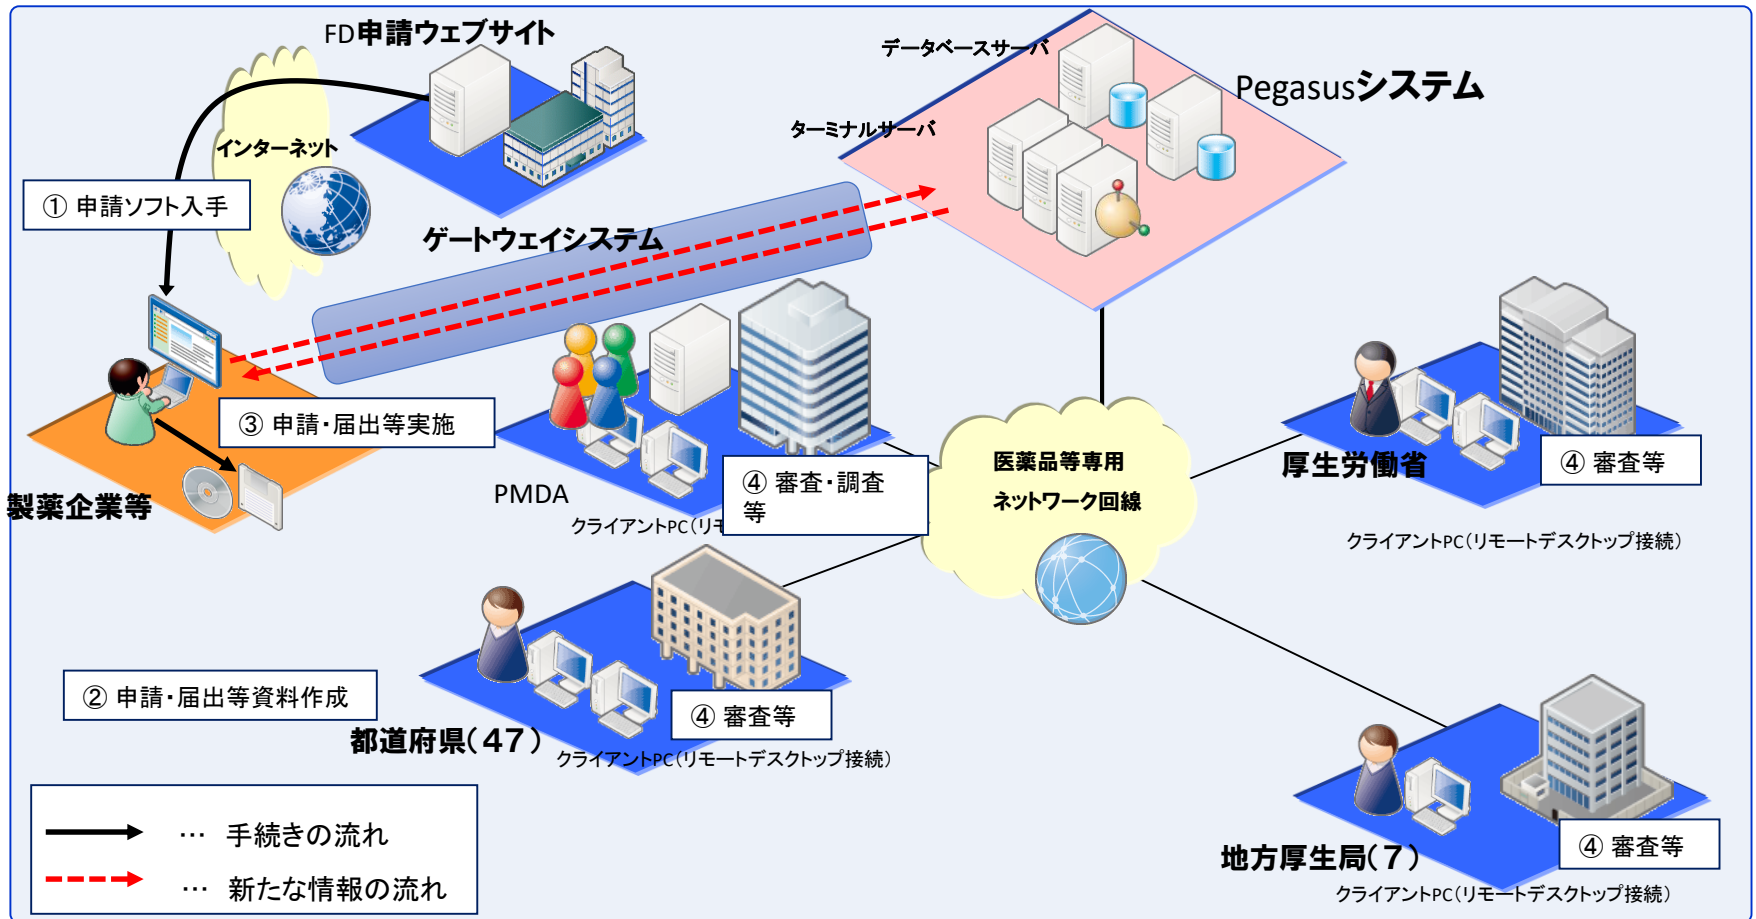 FD申請ウェブサイト
データベースサーバ
Pegasusシステム
ターミナルサーバ
インターネット
① 申請ソフト入手
ゲートウェイシステム
③ 申請・届出等実施
製薬企業等
PMDA
④ 審査・調査
等
クライアントPC(リモ
医薬品等専用
ネットワーク回線
厚生労働省
④ 審査等
クライアントPC(リモートデスクトップ接続)
② 申請・届出等資料作成
④ 審査等
都道府県(47)
クライアントPC(リモートデスクトップ接続)
④ 審査等
地方厚生局(7)
クライアントPC(リモートデスクトップ接続)
… 手続きの流れ
… 新たな情報の流れ